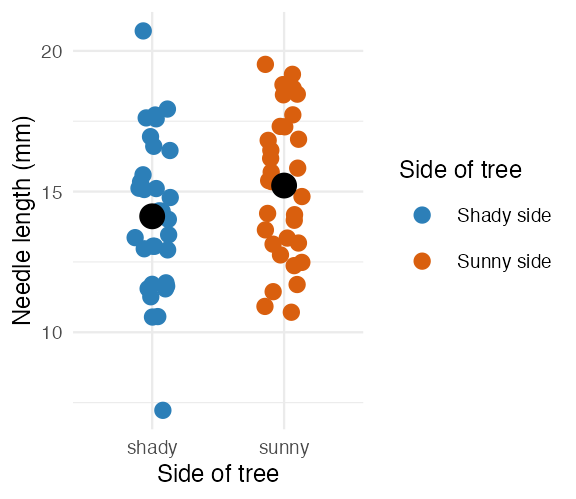 20
15
10
Needle length (mm)
shady
sunny
Side of tree
Side of tree
Shady side
Sunny side